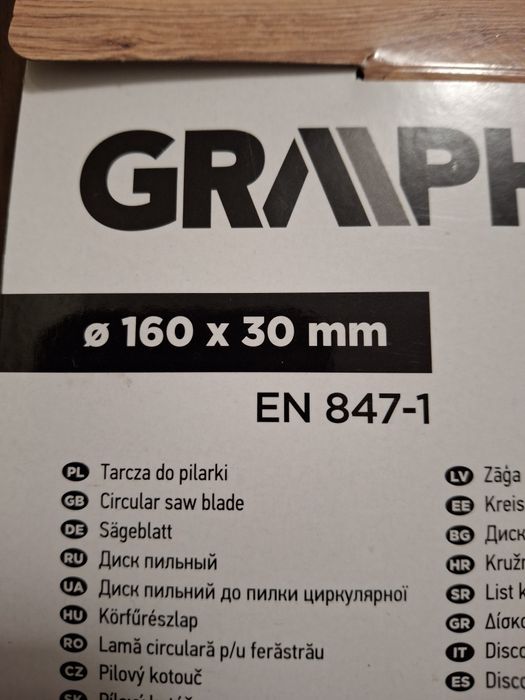 GRAPH
ø 160 x 30 mm
EN 847-1
PL Tarcza do pilarki
GB Circular saw blade
DE Sägeblatt
RU Диск пильный
UA Диск пильний до пилки циркулярної
HU Körfűrészlap
RO Lamă circulară p/u ferăstrău
CZ Pilový kotouč
SK
LV Zāģa
EE Kreis
BG Диск
HR Kružn
SR List k
GR Δίσκο
IT Disco
ES Disco